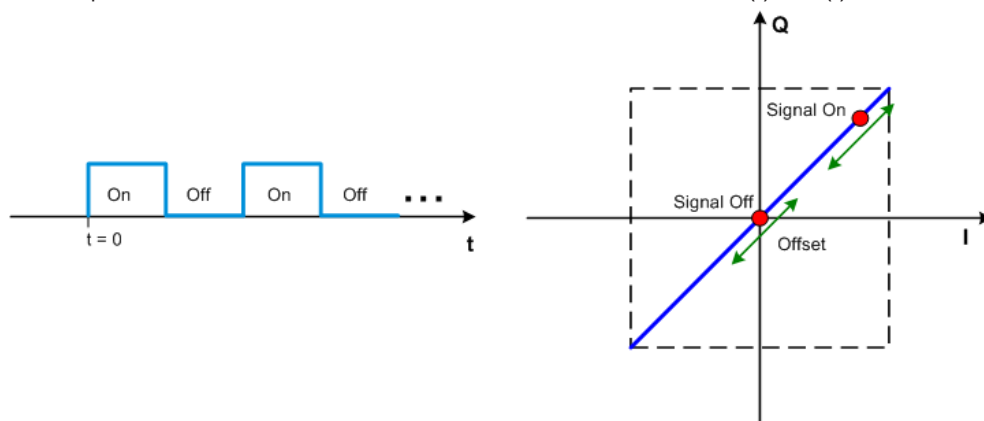 Q
Signal On
On
Off
On
Off
...
t = 0
t
Signal Off
Offset
I